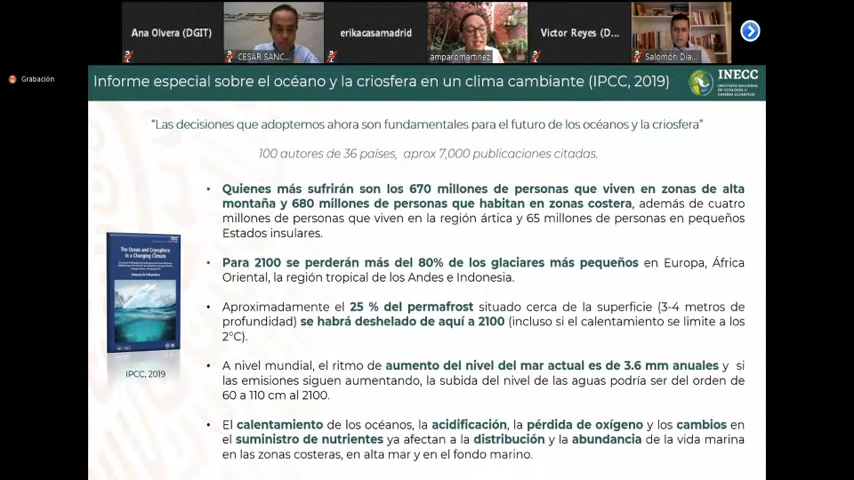 Ana Olvera (DGIT)
CESAR SANC...
erikacasamadrid
amparomartinez
Victor Reyes (D...
Salomón Dia...
Grabación
Informe especial sobre el océano y la criosfera en un clima cambiante (IPCC, 2019)
INECC
INSTITUTO NACIONAL
DE ECOLOGÍA Y
CAMBIO CLIMÁTICO
“Las decisiones que adoptemos ahora son fundamentales para el futuro de los océanos y la criosfera”
100 autores de 36 países, aprox 7,000 publicaciones citadas.
• Quienes más sufrirán son los 670 millones de personas que viven en zonas de alta
montaña y 680 millones de personas que habitan en zonas costera, además de cuatro
millones de personas que viven en la región ártica y 65 millones de personas en pequeños
Estados insulares.
• Para 2100 se perderán más del 80% de los glaciares más pequeños en Europa, África
Oriental, la región tropical de los Andes e Indonesia.
• Aproximadamente el 25 % del permafrost situado cerca de la superficie (3-4 metros de
profundidad) se habrá deshelado de aquí a 2100 (incluso si el calentamiento se limite a los
2°C).
• A nivel mundial, el ritmo de aumento del nivel del mar actual es de 3.6 mm anuales y si
las emisiones siguen aumentando, la subida del nivel de las aguas podría ser del orden de
60 a 110 cm al 2100.
• El calentamiento de los océanos, la acidificación, la pérdida de oxígeno y los cambios en
el suministro de nutrientes ya afectan a la distribución y la abundancia de la vida marina
en las zonas costeras, en alta mar y en el fondo marino.
The Ocean and Cryosphere
in a Changing Climate
IPCC, 2019